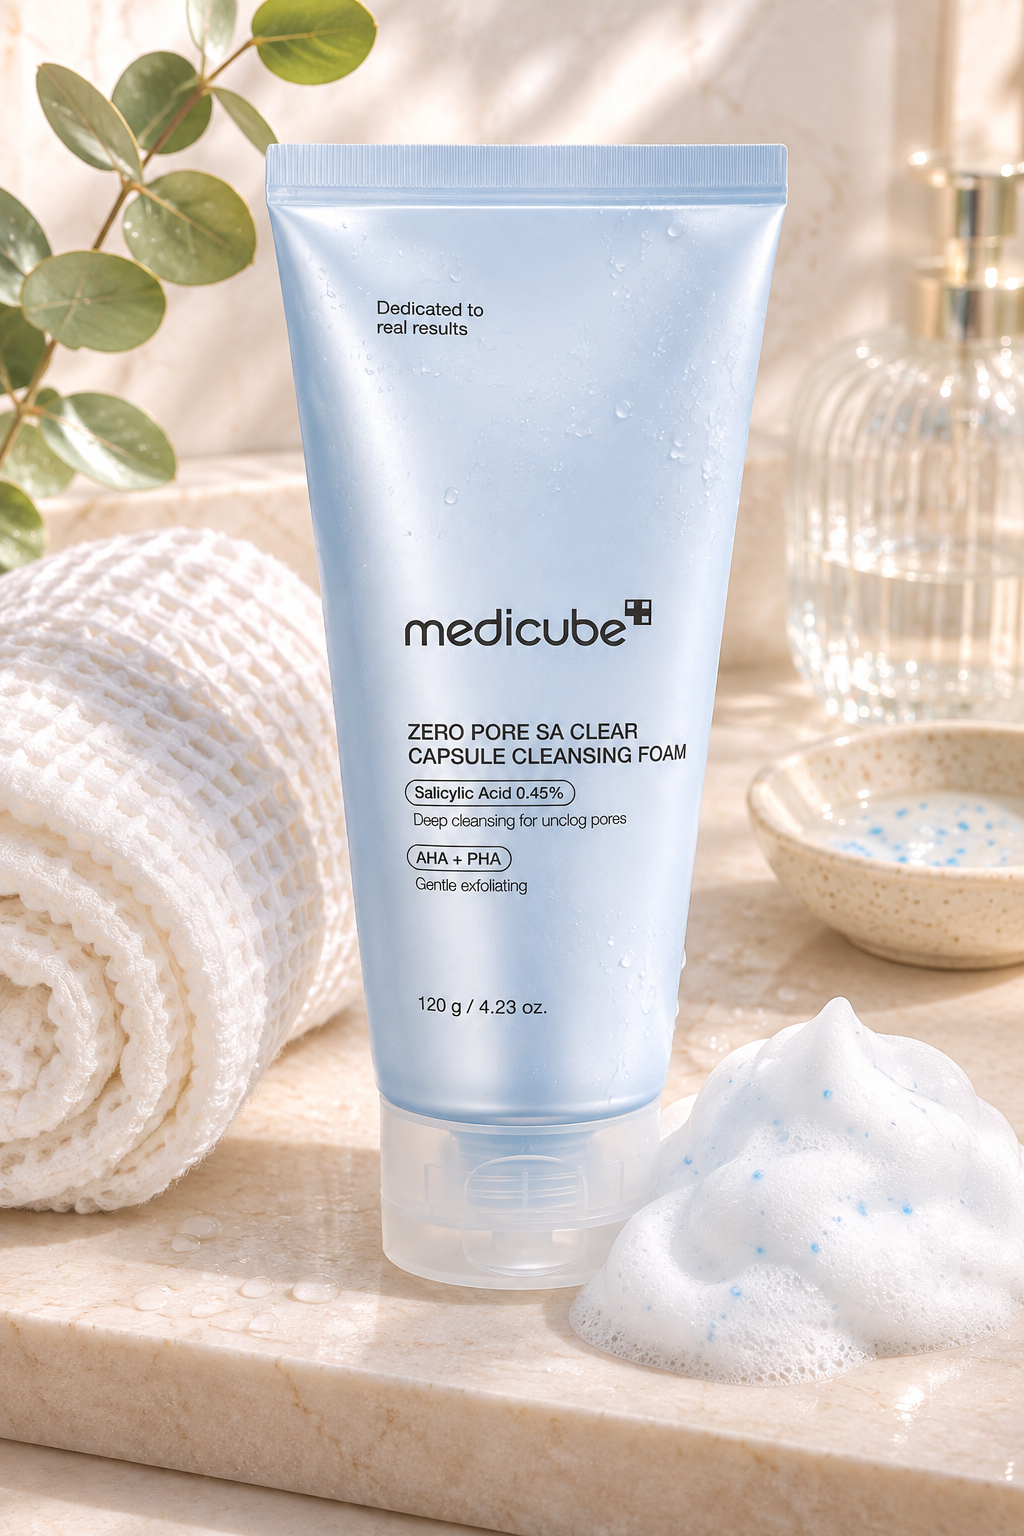 Dedicated to
real results
medicube
ZERO PORE SA CLEAR
CAPSULE CLEANSING FOAM
Salicylic Acid 0.45%
Deep cleansing for unclog pores
AHA + PHA
Gentle exfoliating
120 g / 4.23 oz.